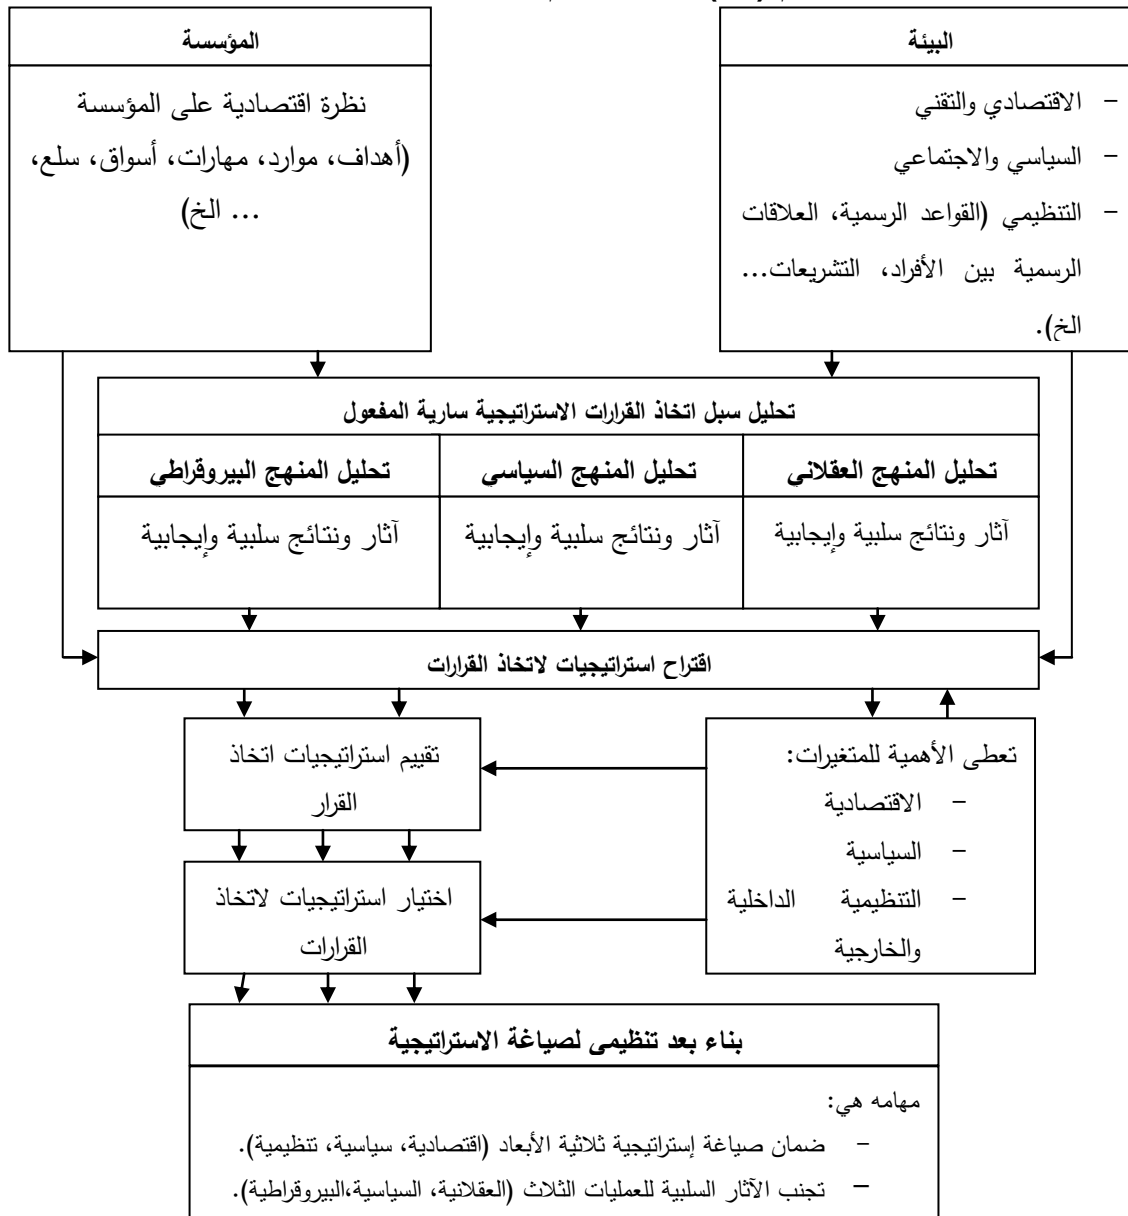 البيئة
– الاقتصادي والتقني
– السياسي والاجتماعي
– التنظيمي (القواعد الرسمية، العلاقات
الرسمية بين الأفراد، التشريعات...
الخ).
المؤسسة
نظرة اقتصادية على المؤسسة
(أهداف، موارد، مهارات، أسواق، سلع،
... الخ)
تحليل سبل اتخاذ القرارات الاستراتيجية سارية المفعول
تحليل المنهج العقلاني
آثار ونتائج سلبية وإيجابية
تحليل المنهج السياسي
آثار ونتائج سلبية وإيجابية
تحليل المنهج البيروقراطي
آثار ونتائج سلبية وإيجابية
اقتراح استراتيجيات لاتخاذ القرارات
تعطى الأهمية للمتغيرات:
– الاقتصادية
– السياسية
– التنظيمية الداخلية
والخارجية
تقييم استراتيجيات اتخاذ
القرار
اختيار استراتيجيات لاتخاذ
القرارات
بناء بعد تنظيمي لصياغة الاستراتيجية
مهامه هي:
– ضمان صياغة إستراتيجية ثلاثية الأبعاد (اقتصادية، سياسية، تنظيمية).
– تجنب الآثار السلبية للعمليات الثلاث (العقلانية، السياسية،البيروقراطية).